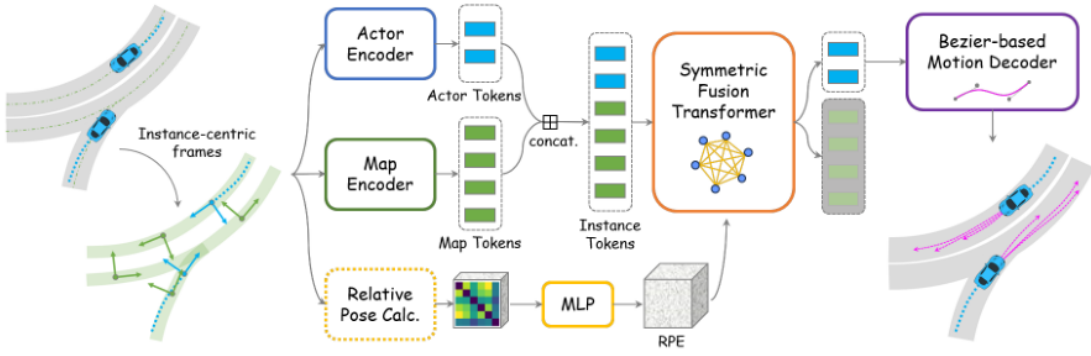 Instance-centric
frames
Actor
Encoder
Actor Tokens
Map
Encoder
Map Tokens
Relative
Pose Calc.
concat.
Instance
Tokens
MLP
RPE
Symmetric
Fusion
Transformer
Bezier-based
Motion Decoder